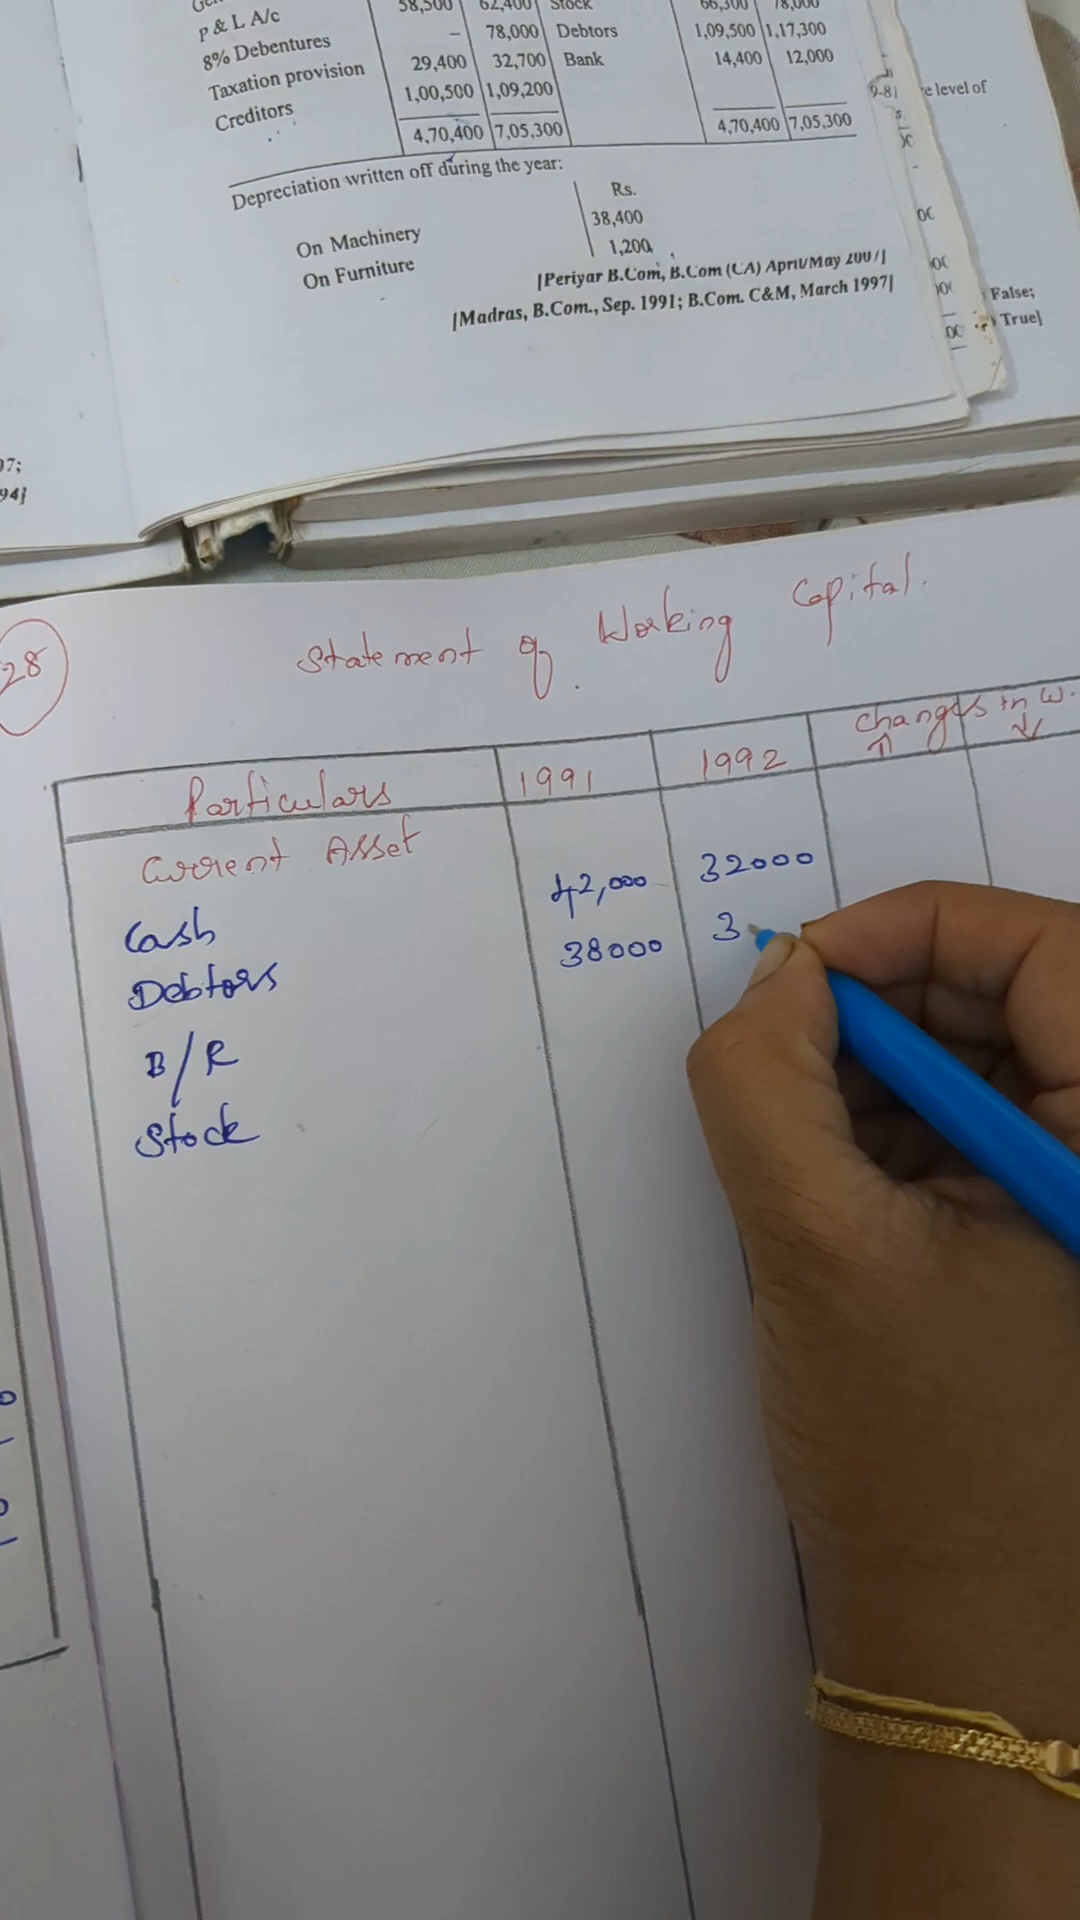 P & L A/c 58,500 62,400 Stock 66,300 78,000
8% Debentures – 78,000 Debtors 1,09,500 1,17,300
Taxation provision 29,400 32,700 Bank 14,400 12,000
Creditors 1,00,500 1,09,200
4,70,400 7,05,300 4,70,400 7,05,300
Depreciation written off during the year:
Rs.
On Machinery 38,400
On Furniture 1,200
[Periyar B.Com, B.Com (CA) April/May 2007]
[Madras, B.Com., Sep. 1991; B.Com. C&M, March 1997]
9-8]
e level of
False;
True]
07;
94]
28
Statement of Working Capital.
Particulars 1991 1992 Changes in W.
↑ ↓
Current Asset
Cash 42,000 32000
Debtors 38000 3
B/R
Stock